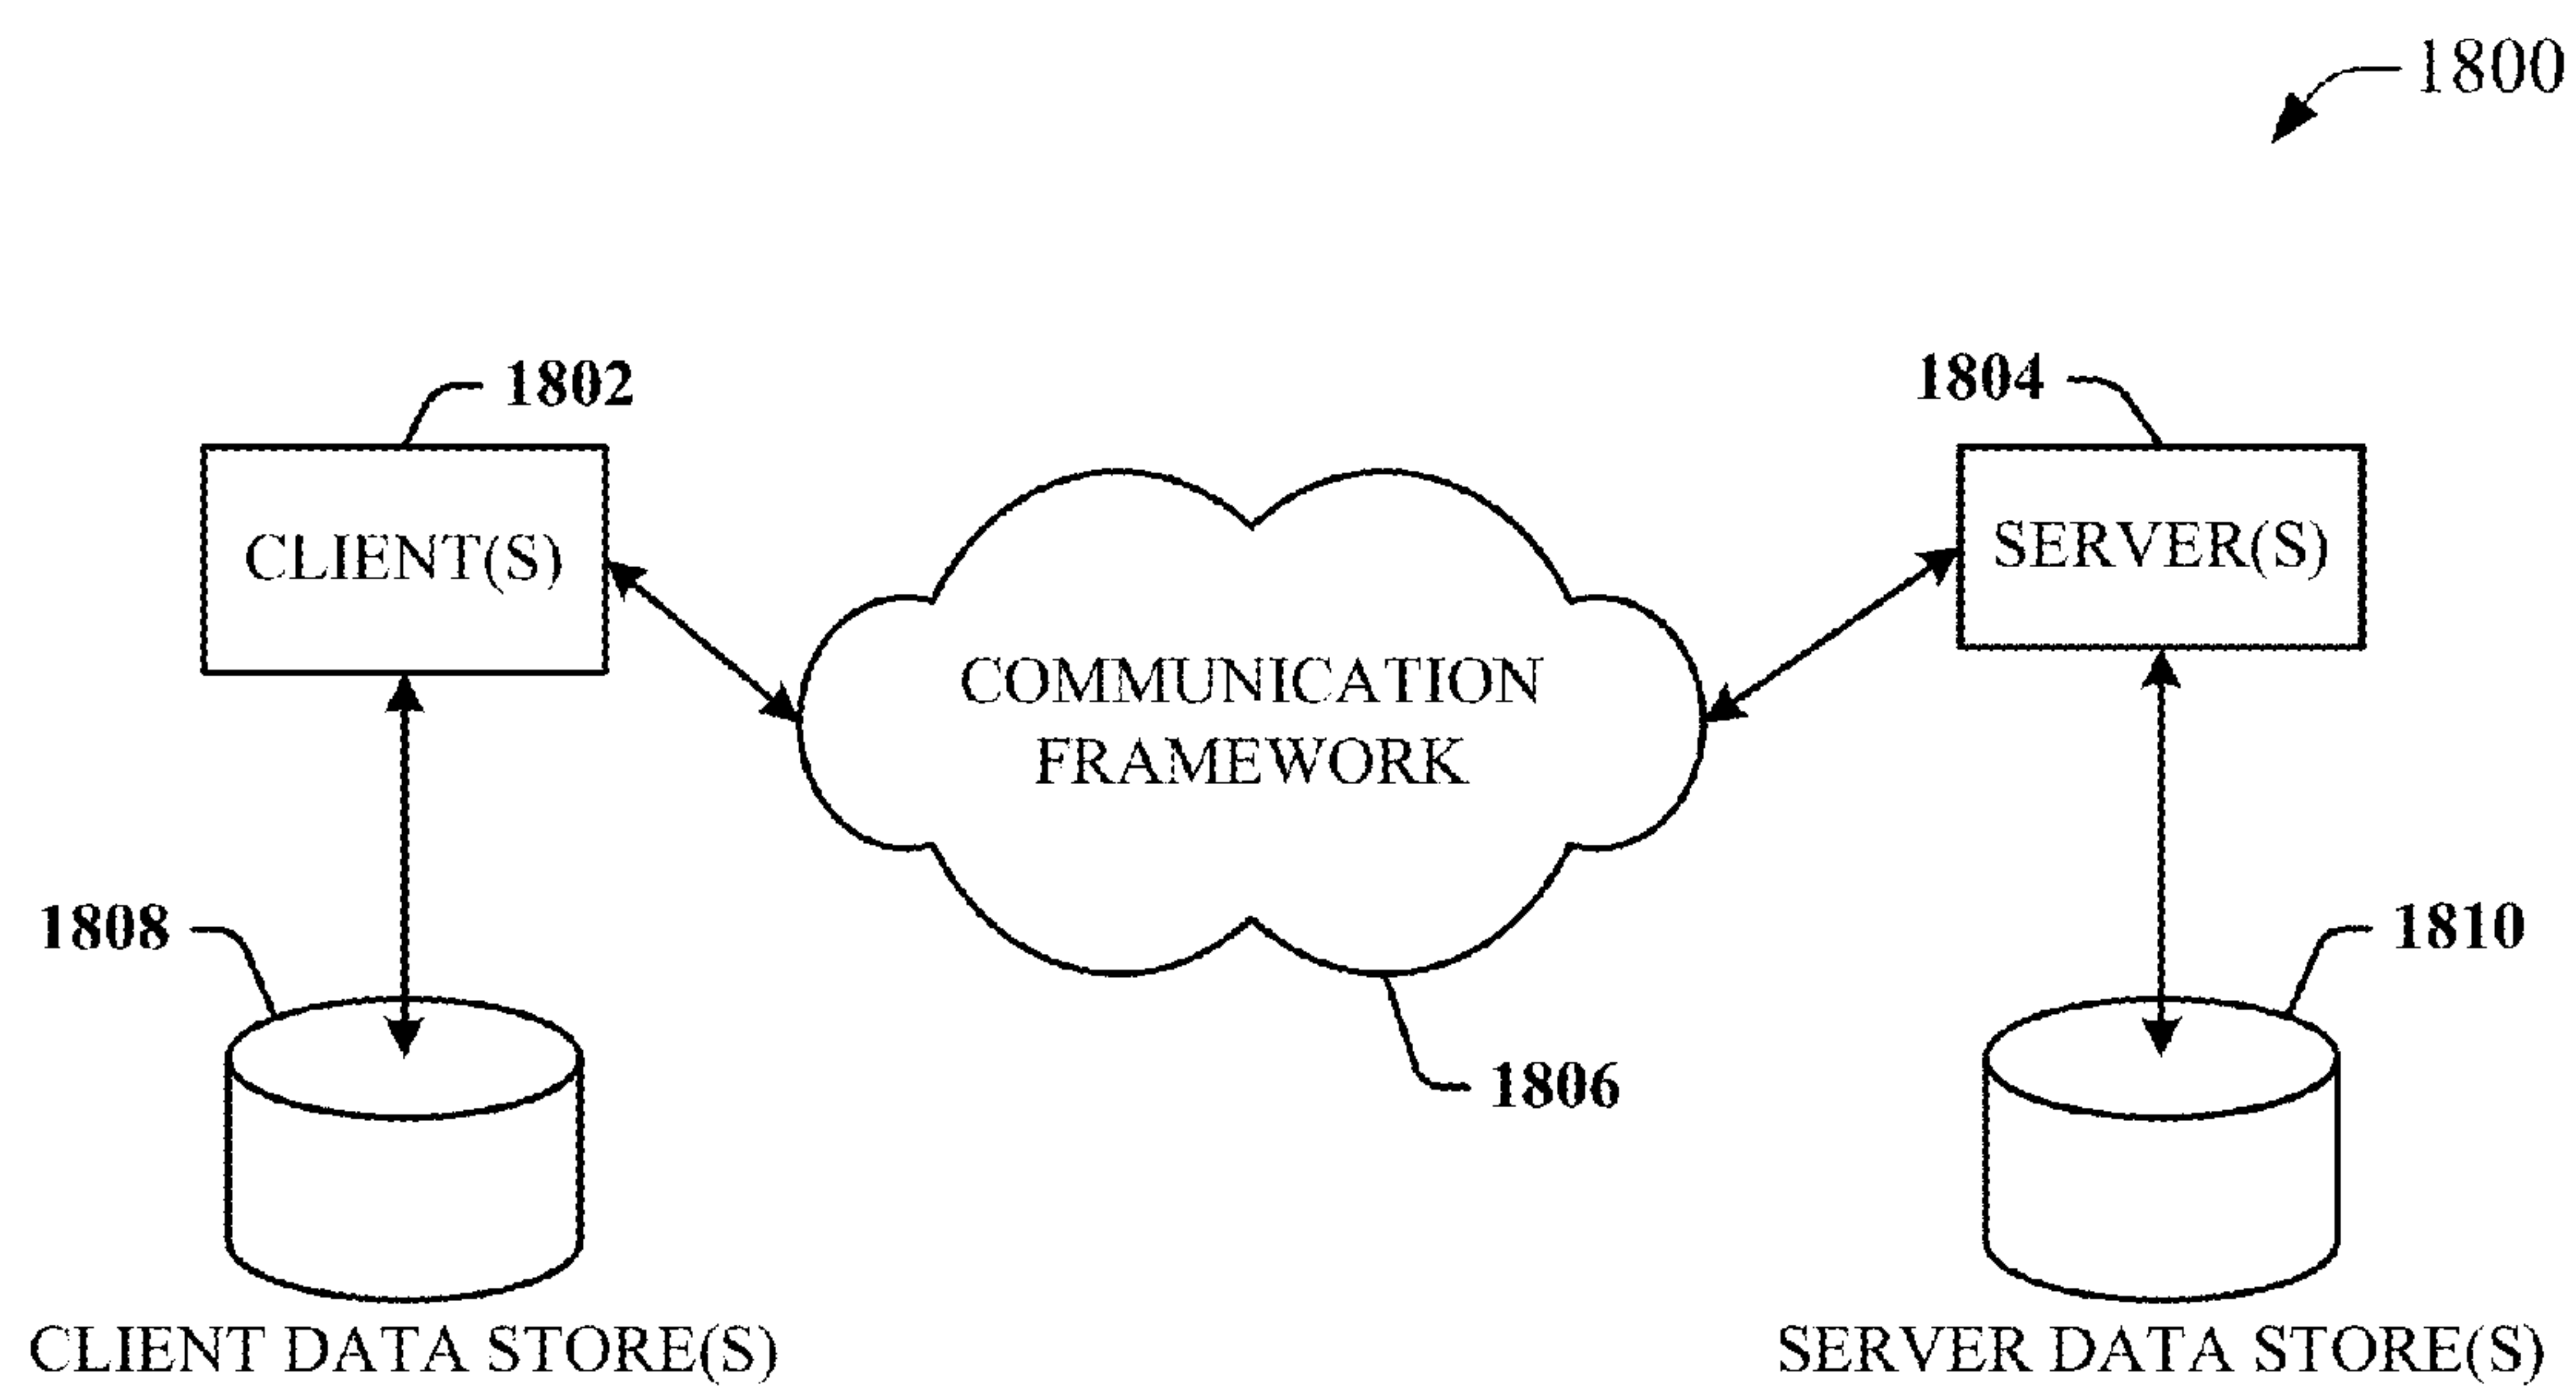 1800
1802
1804
CLIENT(S)
SERVER(S)
COMMUNICATION
FRAMEWORK
1808
1810
1806
CLIENT DATA STORE(S)
SERVER DATA STORE(S)